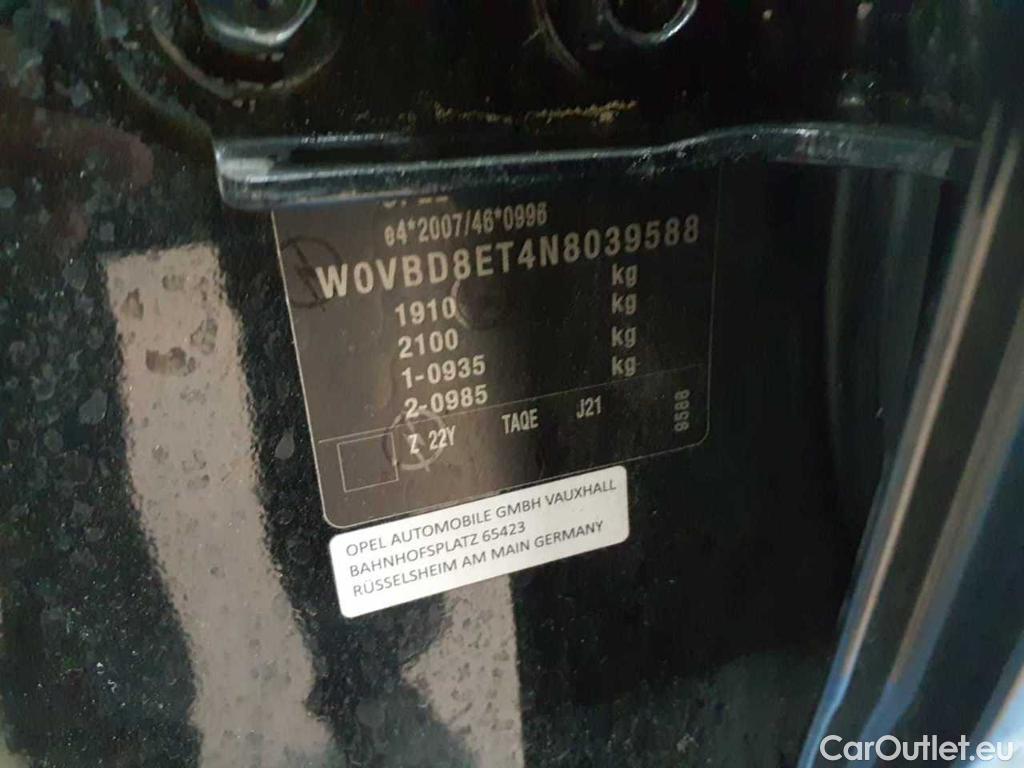 e4*2007/46*0996
W0VBD8ET4N8039588
kg
1910 kg
2100 kg
1-0935 kg
2-0985
Z 22Y TAQE J21 9588
OPEL AUTOMOBILE GMBH VAUXHALL
BAHNHOFSPLATZ 65423
RÜSSELSHEIM AM MAIN GERMANY
CarOutlet.eu